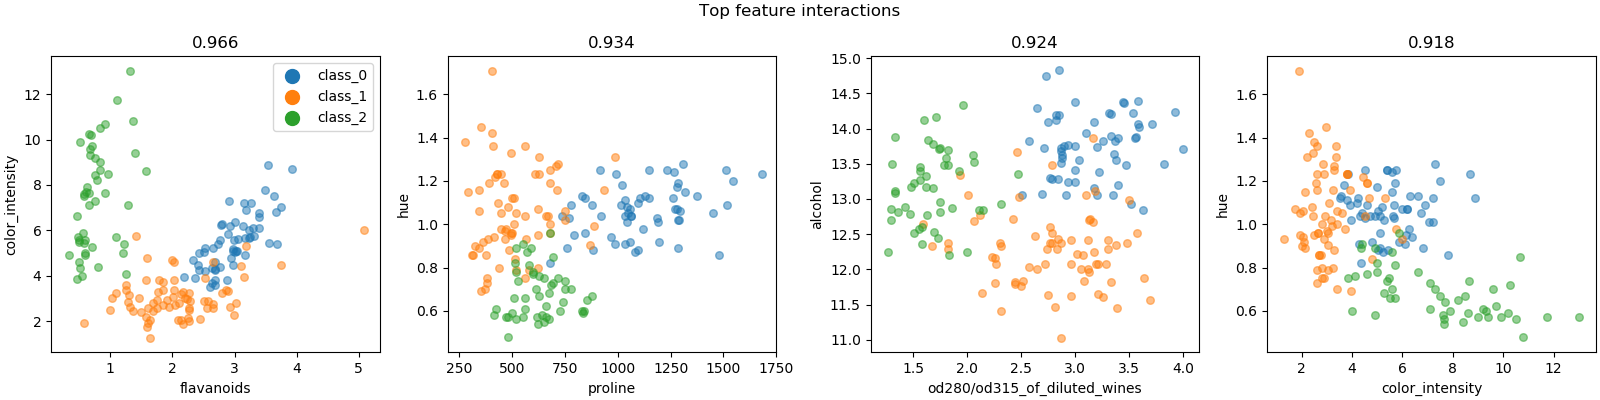 Top feature interactions
0.966
color_intensity
12
10
8
6
4
2
class_0
class_1
class_2
1 2 3 4 5
flavanoids
0.934
hue
1.6
1.4
1.2
1.0
0.8
0.6
250 500 750 1000 1250 1500 1750
proline
0.924
alcohol
15.0
14.5
14.0
13.5
13.0
12.5
12.0
11.5
11.0
1.5 2.0 2.5 3.0 3.5 4.0
od280/od315_of_diluted_wines
0.918
hue
1.6
1.4
1.2
1.0
0.8
0.6
2 4 6 8 10 12
color_intensity